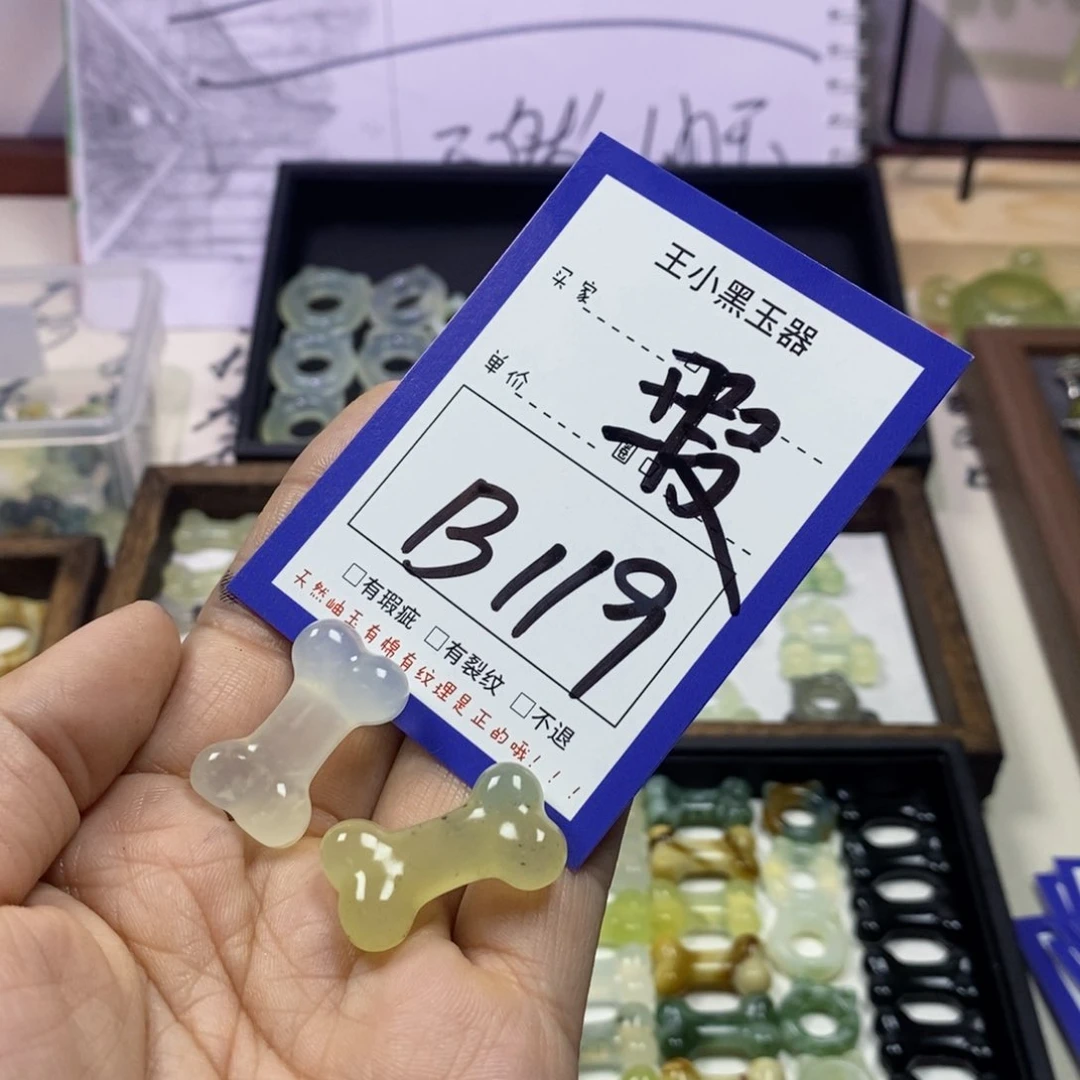 王小黑玉器
买家
单价
瑕
B119
□有瑕疵 □有裂纹 □不退
天然岫玉有棉有纹理是正的哦！！！